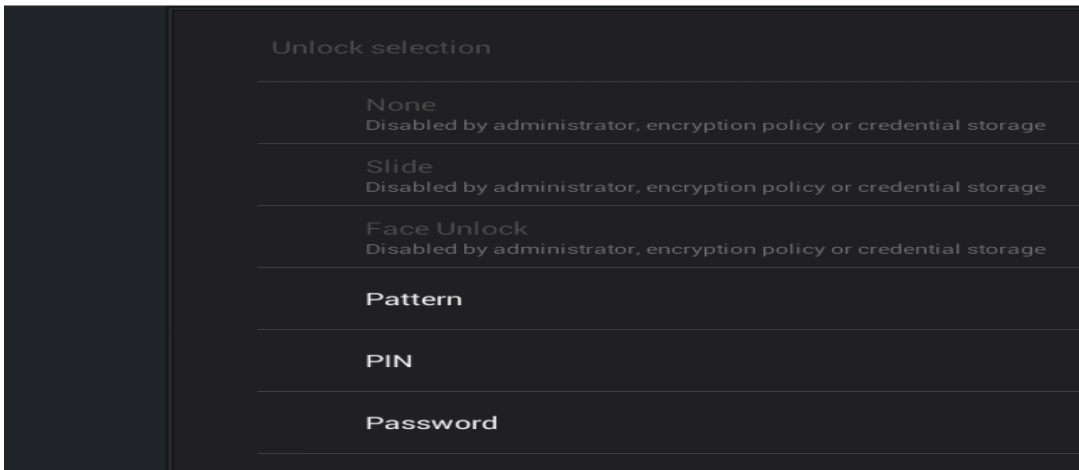 Unlock selection
None
Disabled by administrator, encryption policy or credential storage
Slide
Disabled by administrator, encryption policy or credential storage
Face Unlock
Disabled by administrator, encryption policy or credential storage
Pattern
PIN
Password